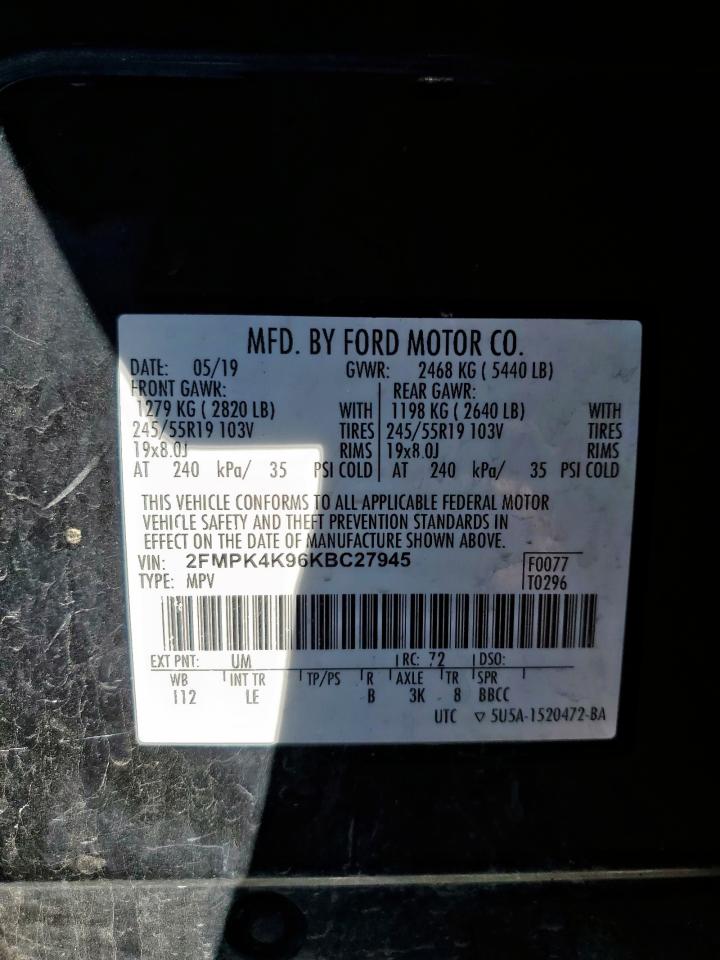 MFD. BY FORD MOTOR CO.
DATE: 05/19 GVWR: 2468 KG ( 5440 LB)
FRONT GAWR: REAR GAWR:
1279 KG ( 2820 LB) WITH 1198 KG ( 2640 LB) WITH
245/55R19 103V TIRES 245/55R19 103V TIRES
19x8.0J RIMS 19x8.0J RIMS
AT 240 kPa/ 35 PSI COLD AT 240 kPa/ 35 PSI COLD
THIS VEHICLE CONFORMS TO ALL APPLICABLE FEDERAL MOTOR
VEHICLE SAFETY AND THEFT PREVENTION STANDARDS IN
EFFECT ON THE DATE OF MANUFACTURE SHOWN ABOVE.
VIN: 2FMPK4K96KBC27945 F0077
TYPE: MPV T0296
EXT PNT: UM RC: 72 DSO:
WB INT TR TP/PS R AXLE TR SPR
112 LE B 3K 8 BBCC
UTC ▽ 5U5A-1520472-BA